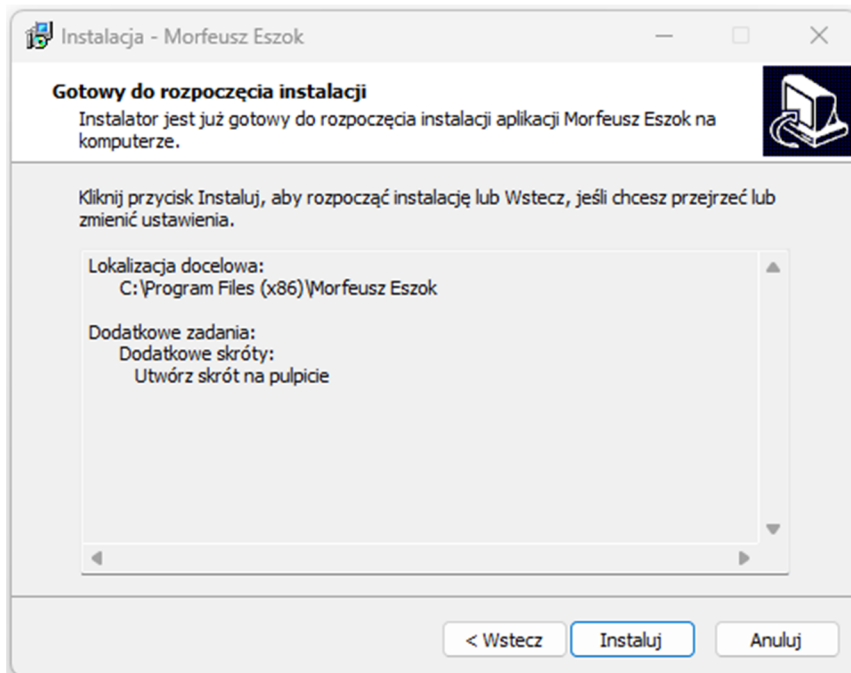 Instalacja - Morfeusz Eszok
Gotowy do rozpoczęcia instalacji
Instalator jest już gotowy do rozpoczęcia instalacji aplikacji Morfeusz Eszok na
komputerze.
Kliknij przycisk Instaluj, aby rozpocząć instalację lub Wstecz, jeśli chcesz przejrzeć lub
zmienić ustawienia.
Lokalizacja docelowa:
C:\Program Files (x86)\Morfeusz Eszok
Dodatkowe zadania:
Dodatkowe skróty:
Utwórz skrót na pulpicie
< Wstecz
Instaluj
Anuluj